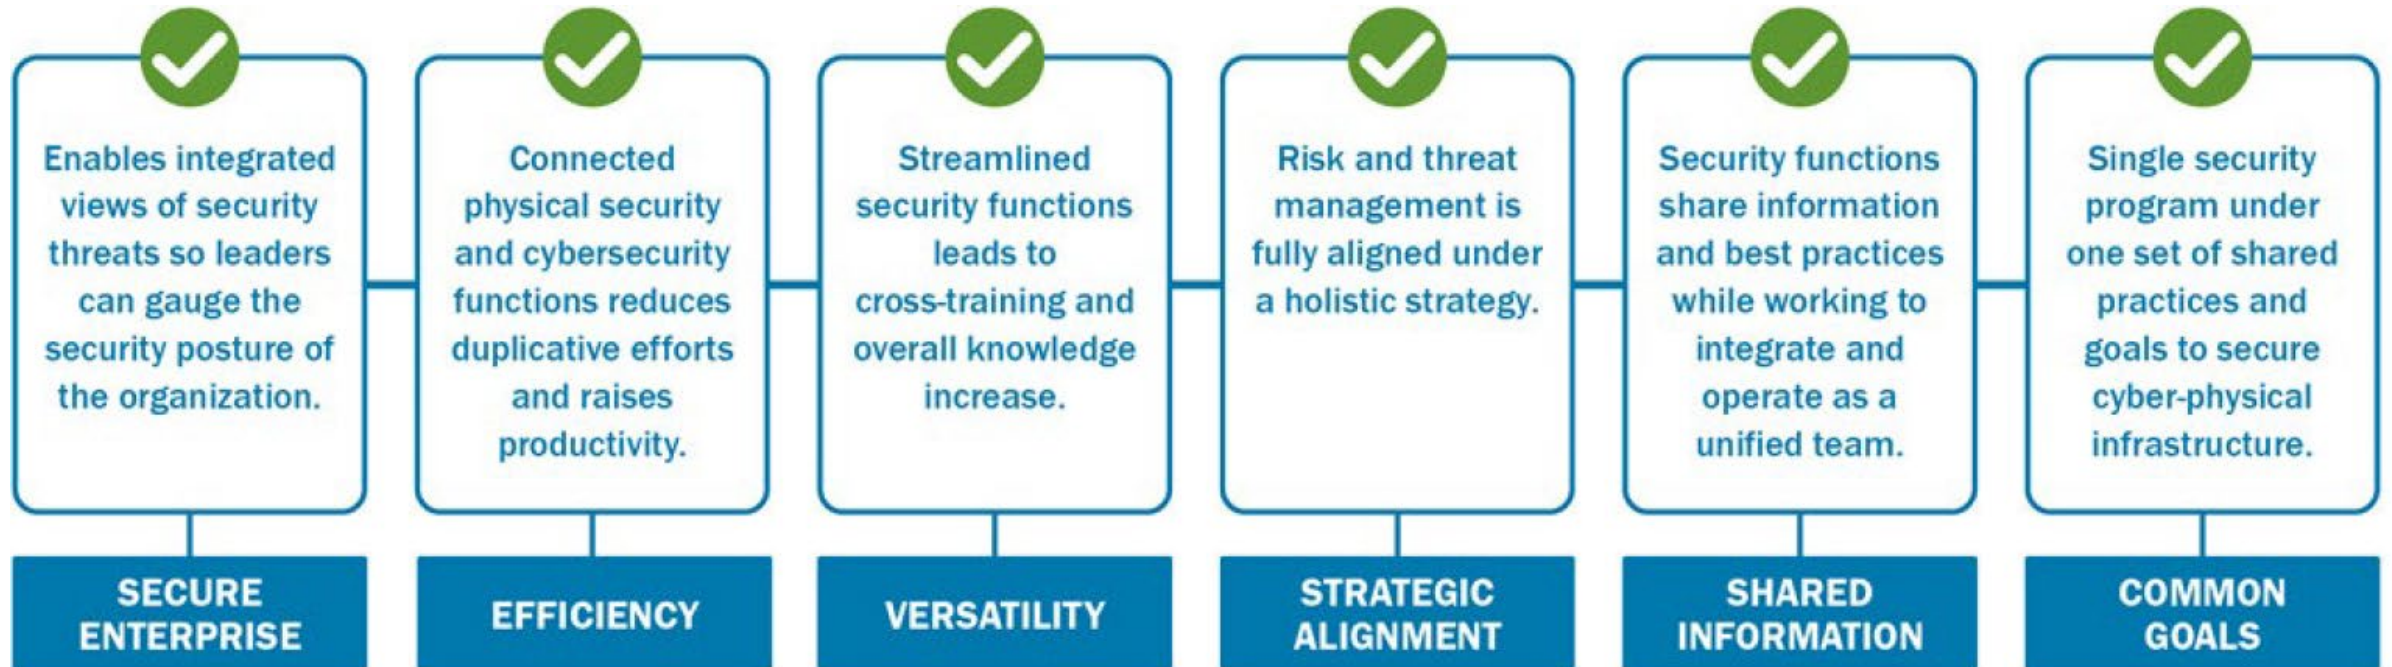 Enables integrated
views of security
threats so leaders
can gauge the
security posture of
the organization.
SECURE
ENTERPRISE
Connected
physical security
and cybersecurity
functions reduces
duplicative efforts
and raises
productivity.
EFFICIENCY
Streamlined
security functions
leads to
cross-training and
overall knowledge
increase.
VERSATILITY
Risk and threat
management is
fully aligned under
a holistic strategy.
STRATEGIC
ALIGNMENT
Security functions
share information
and best practices
while working to
integrate and
operate as a
unified team.
SHARED
INFORMATION
Single security
program under
one set of shared
practices and
goals to secure
cyber-physical
infrastructure.
COMMON
GOALS